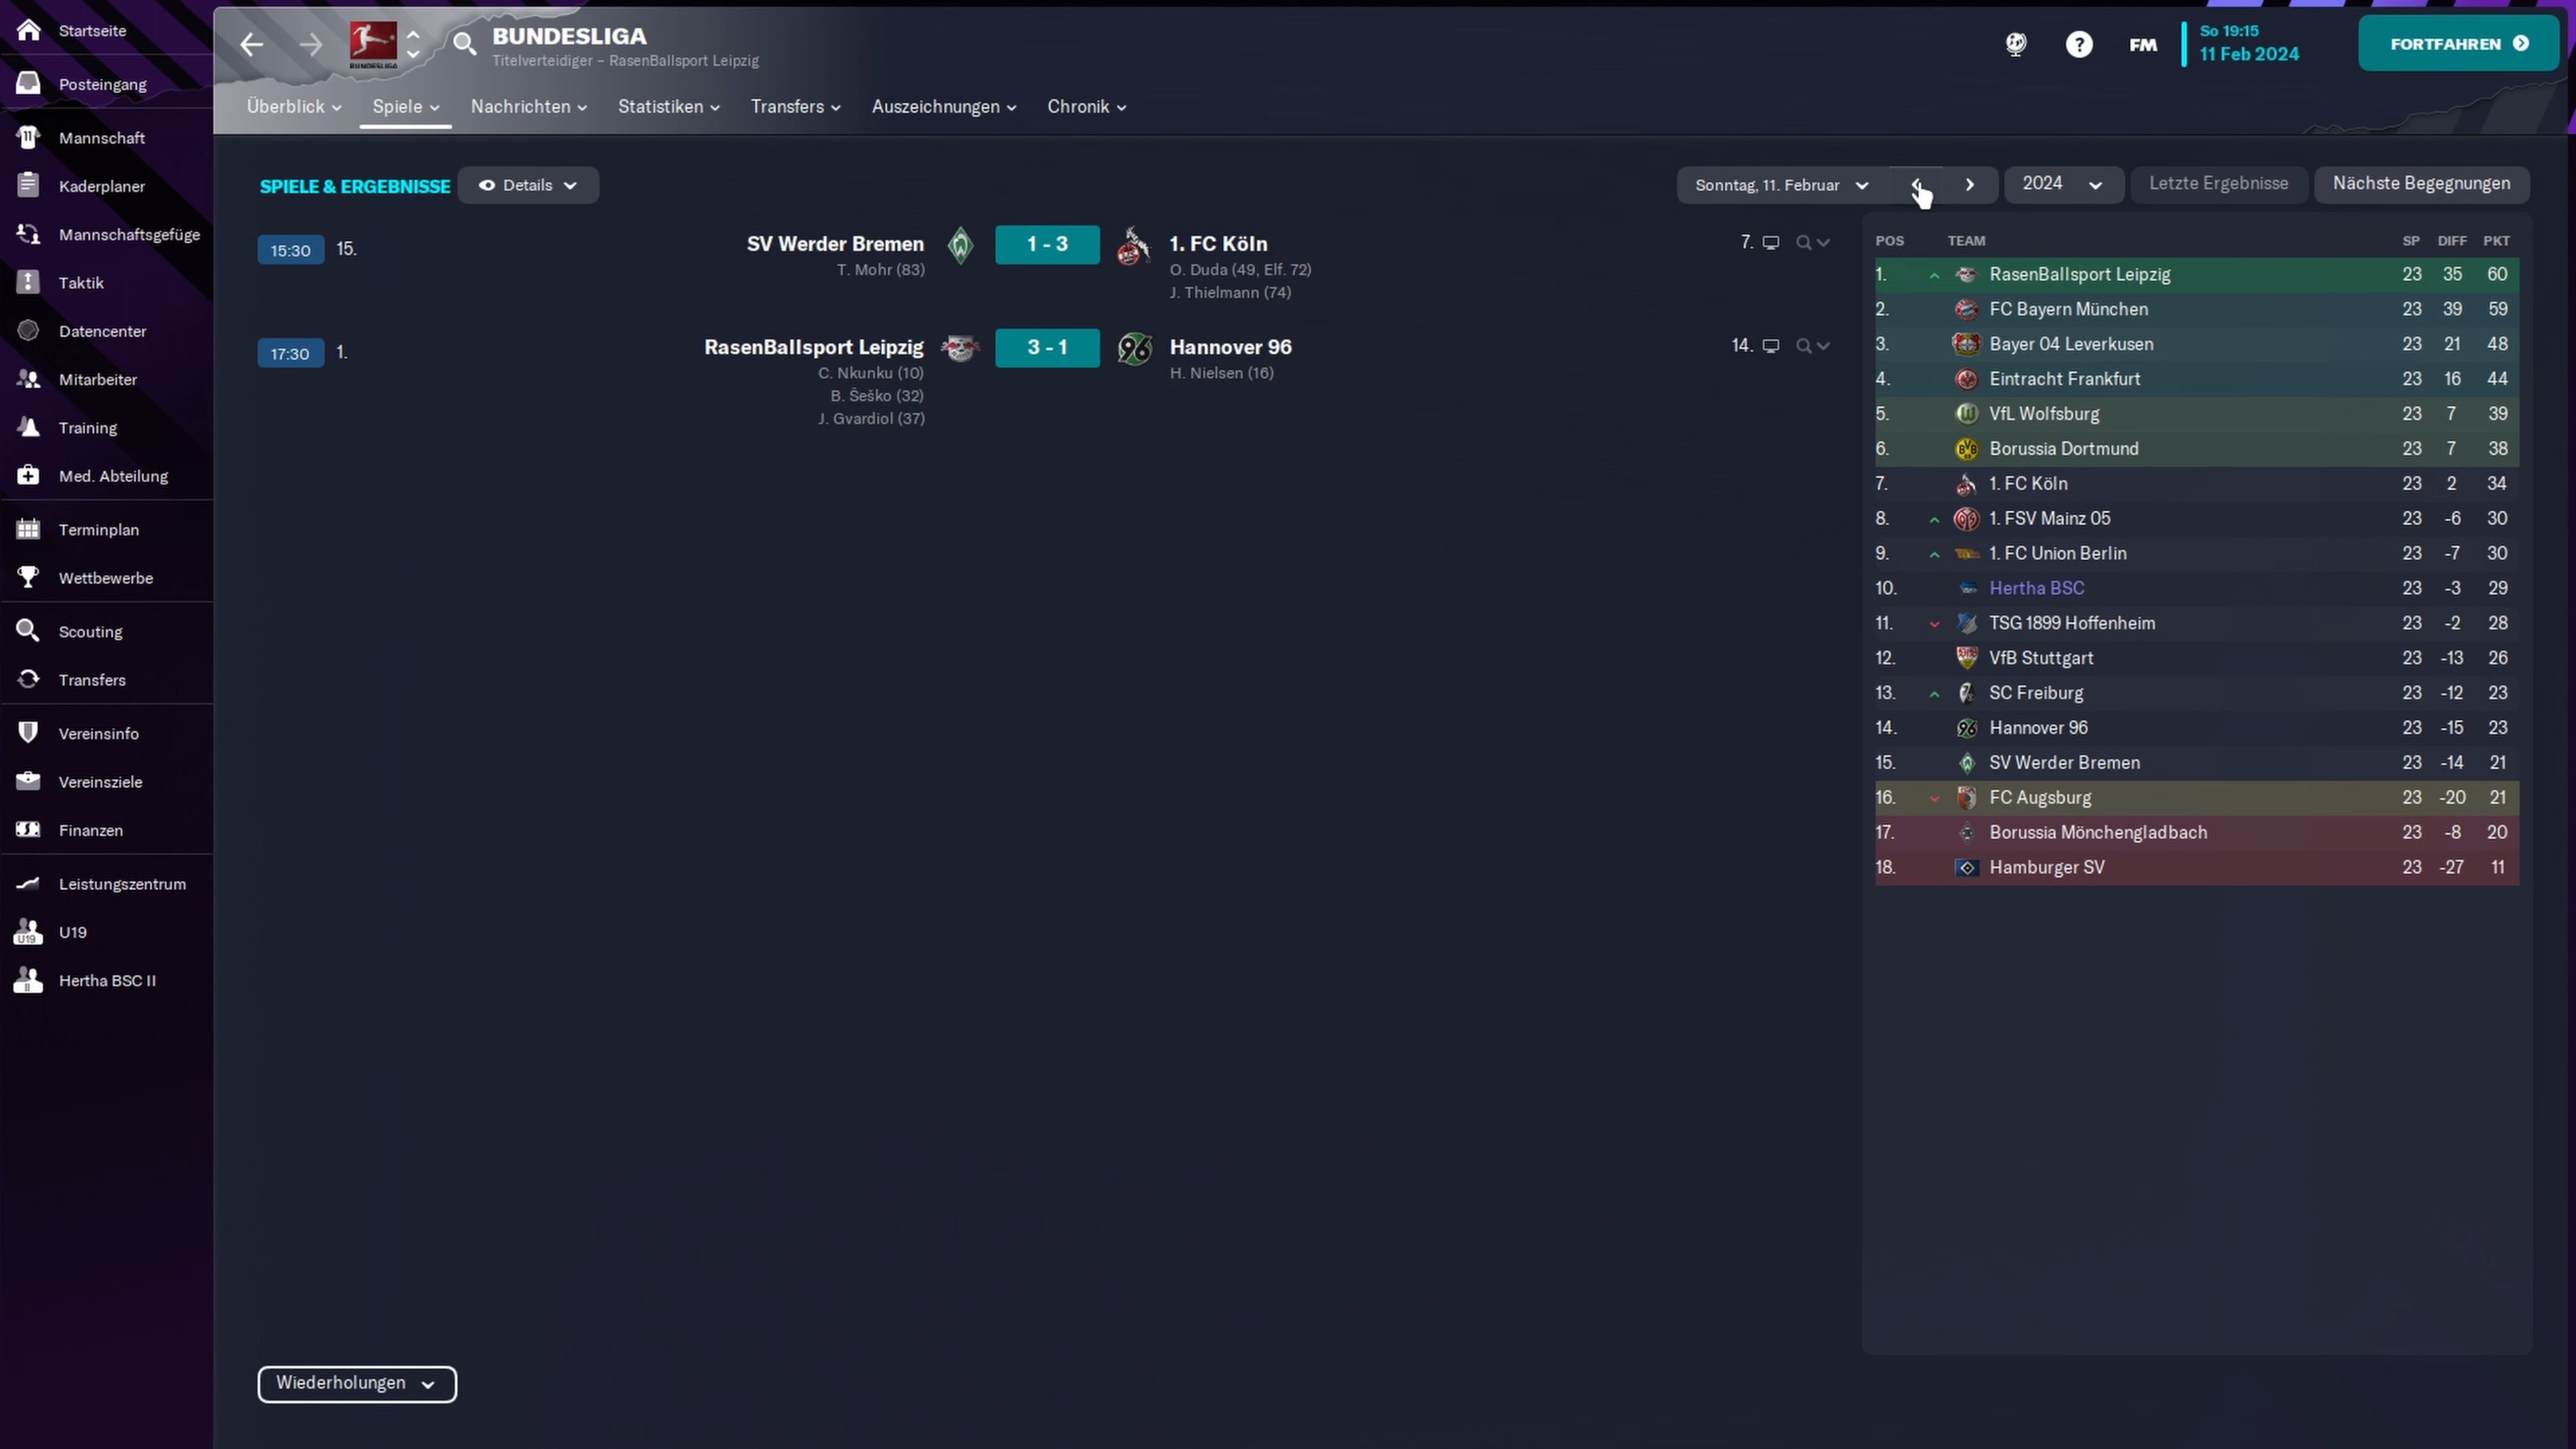 Startseite
Posteingang
Mannschaft
Kaderplaner
Mannschaftsgefüge
Taktik
Datencenter
Mitarbeiter
Training
Med. Abteilung
Terminplan
Wettbewerbe
Scouting
Transfers
Vereinsinfo
Vereinsziele
Finanzen
Leistungszentrum
U19
Hertha BSC II
BUNDESLIGA
Titelverteidiger – RasenBallsport Leipzig
FM
So 19:15
11 Feb 2024
FORTFAHREN
Überblick Spiele Nachrichten Statistiken Transfers Auszeichnungen Chronik
SPIELE & ERGEBNISSE Details
Sonntag, 11. Februar 2024 Letzte Ergebnisse Nächste Begegnungen
15:30 15. SV Werder Bremen 1 - 3 1. FC Köln 7.
T. Mohr (83) O. Duda (49, Elf. 72)
J. Thielmann (74)
17:30 1. RasenBallsport Leipzig 3 - 1 Hannover 96 14.
C. Nkunku (10) H. Nielsen (16)
B. Šeško (32)
J. Gvardiol (37)
POS TEAM SP DIFF PKT
1. RasenBallsport Leipzig 23 35 60
2. FC Bayern München 23 39 59
3. Bayer 04 Leverkusen 23 21 48
4. Eintracht Frankfurt 23 16 44
5. VfL Wolfsburg 23 7 39
6. Borussia Dortmund 23 7 38
7. 1. FC Köln 23 2 34
8. 1. FSV Mainz 05 23 -6 30
9. 1. FC Union Berlin 23 -7 30
10. Hertha BSC 23 -3 29
11. TSG 1899 Hoffenheim 23 -2 28
12. VfB Stuttgart 23 -13 26
13. SC Freiburg 23 -12 23
14. Hannover 96 23 -15 23
15. SV Werder Bremen 23 -14 21
16. FC Augsburg 23 -20 21
17. Borussia Mönchengladbach 23 -8 20
18. Hamburger SV 23 -27 11
Wiederholungen